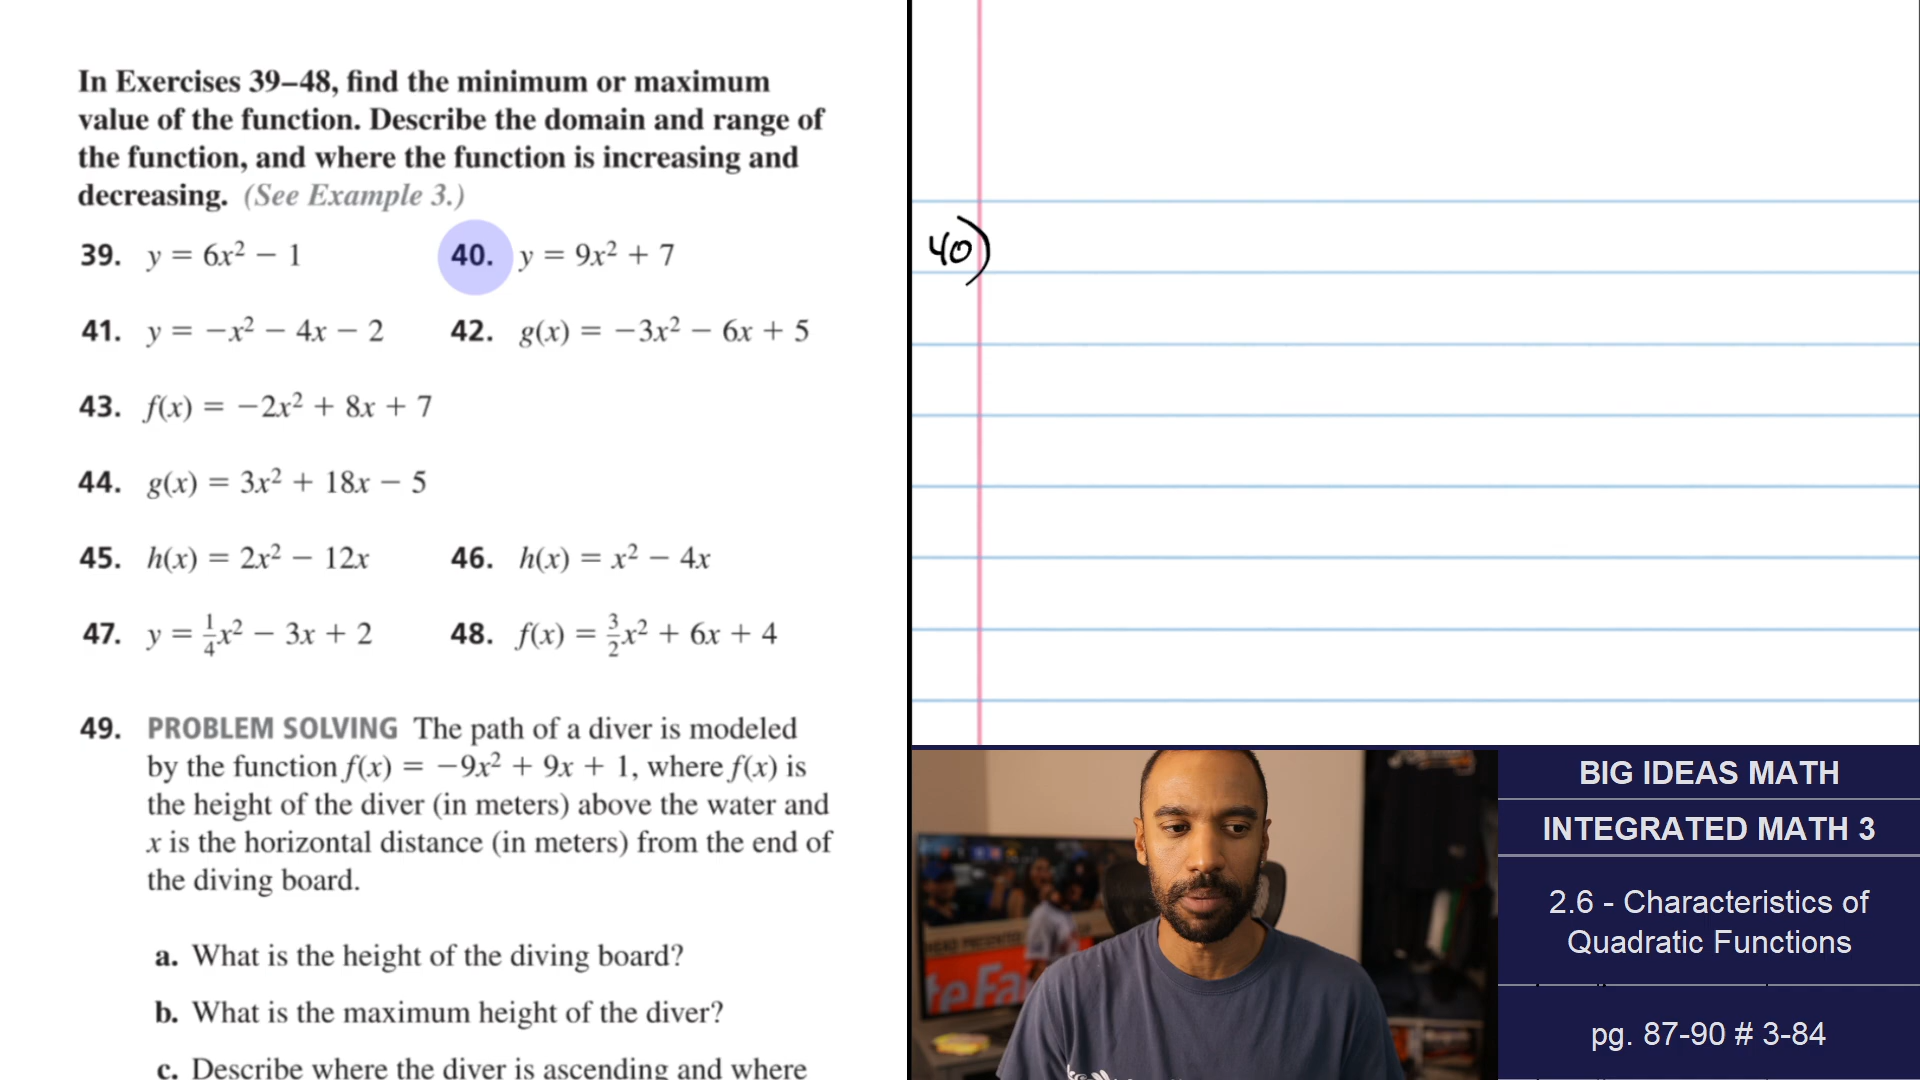 In Exercises 39–48, find the minimum or maximum
value of the function. Describe the domain and range of
the function, and where the function is increasing and
decreasing. (See Example 3.)
39. y = 6x² − 1
40. y = 9x² + 7
41. y = −x² − 4x − 2
42. g(x) = −3x² − 6x + 5
43. f(x) = −2x² + 8x + 7
44. g(x) = 3x² + 18x − 5
45. h(x) = 2x² − 12x
46. h(x) = x² − 4x
47. y = 1/4x² − 3x + 2
48. f(x) = 3/2x² + 6x + 4
49. PROBLEM SOLVING The path of a diver is modeled
by the function f(x) = −9x² + 9x + 1, where f(x) is
the height of the diver (in meters) above the water and
x is the horizontal distance (in meters) from the end of
the diving board.
a. What is the height of the diving board?
b. What is the maximum height of the diver?
c. Describe where the diver is ascending and where
40)
BIG IDEAS MATH
INTEGRATED MATH 3
2.6 - Characteristics of
Quadratic Functions
pg. 87-90 # 3-84